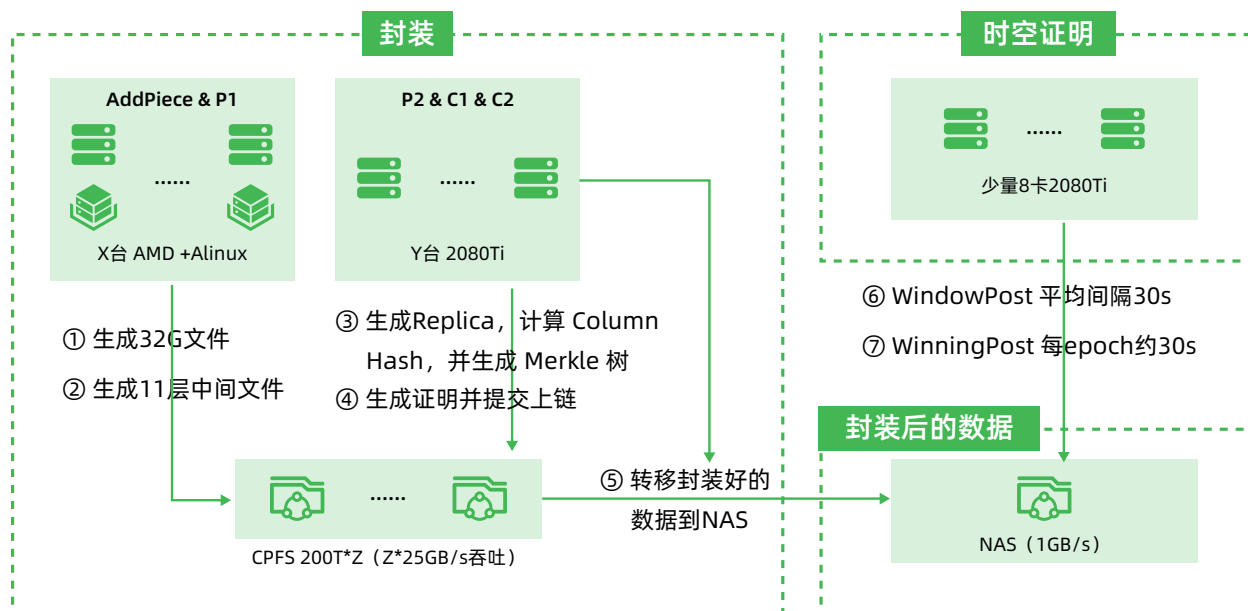 封装
时空证明
AddPiece & P1
......
......
X台 AMD +Alinux
P2 & C1 & C2
......
Y台 2080Ti
......
少量8卡2080Ti
① 生成32G文件
② 生成11层中间文件
③ 生成Replica，计算 Column
Hash，并生成 Merkle 树
④ 生成证明并提交上链
⑥ WindowPost 平均间隔30s
⑦ WinningPost 每epoch约30s
封装后的数据
......
CPFS 200T*Z（Z*25GB/s吞吐）
⑤ 转移封装好的
数据到NAS
NAS（1GB/s）